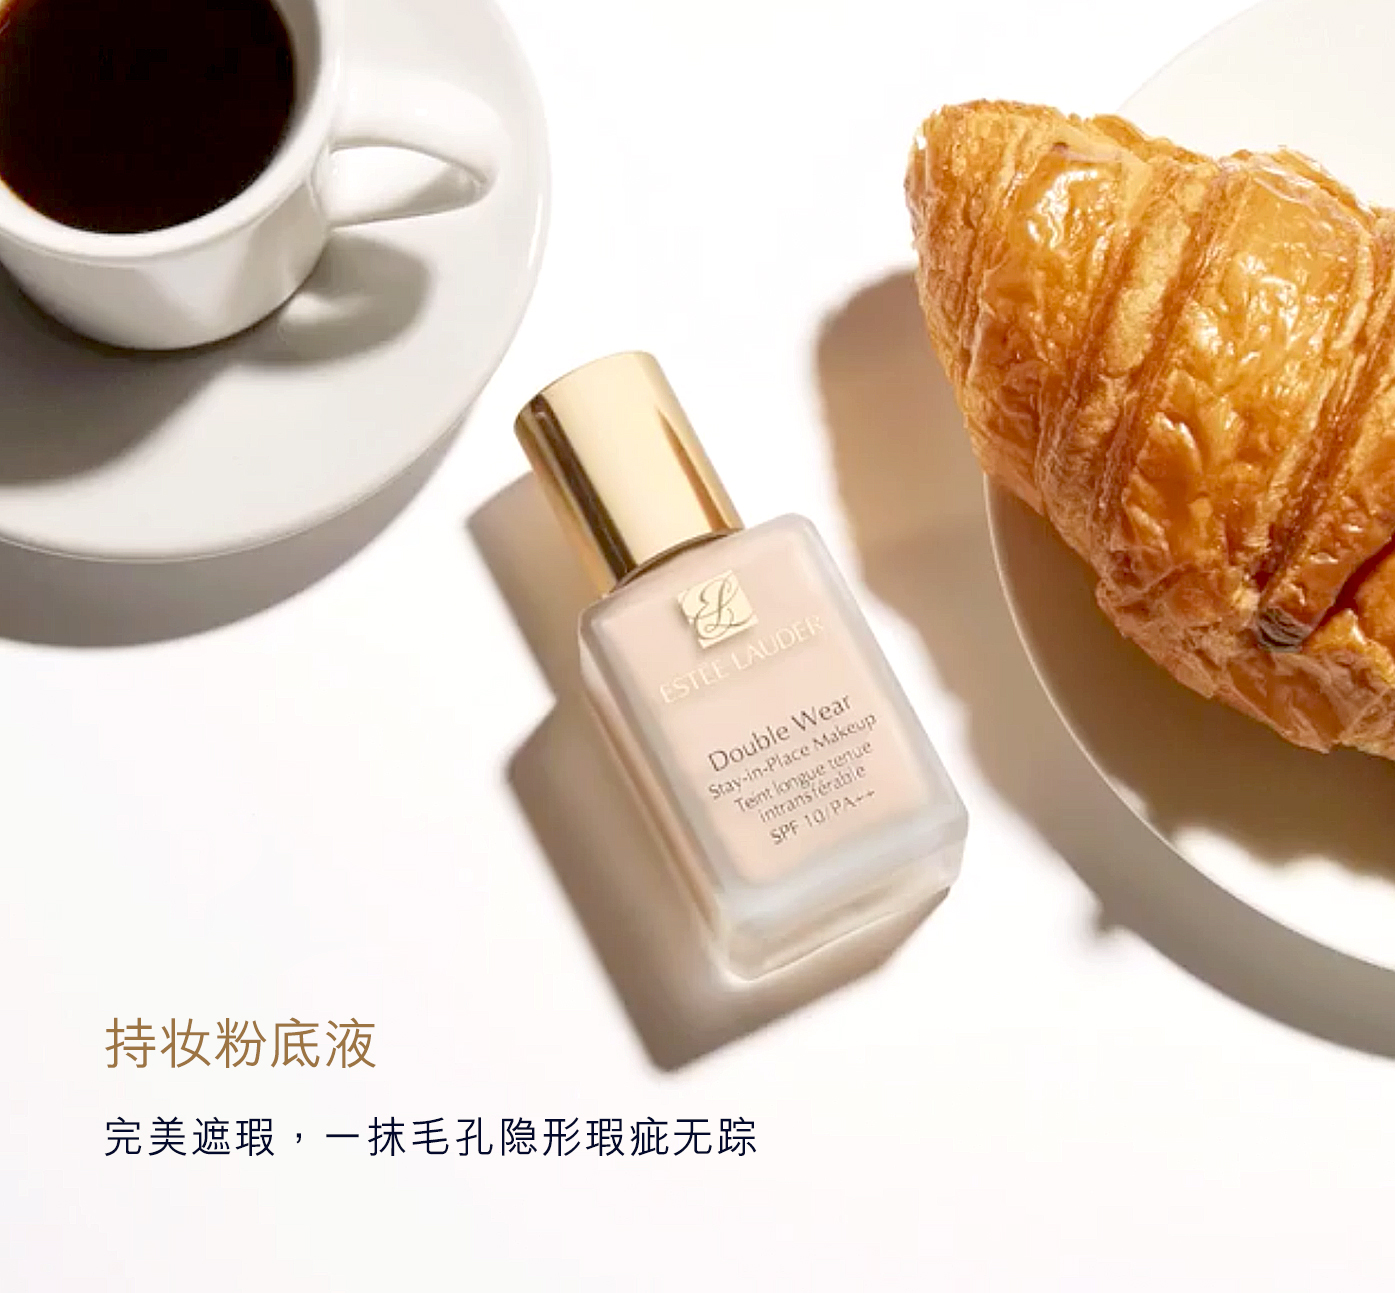 ESTEE LAUDER
Double Wear
Stay-in-Place Makeup
Teint longue tenue
intransférable
SPF 10/PA++
持妆粉底液
完美遮瑕，一抹毛孔隐形瑕疵无踪